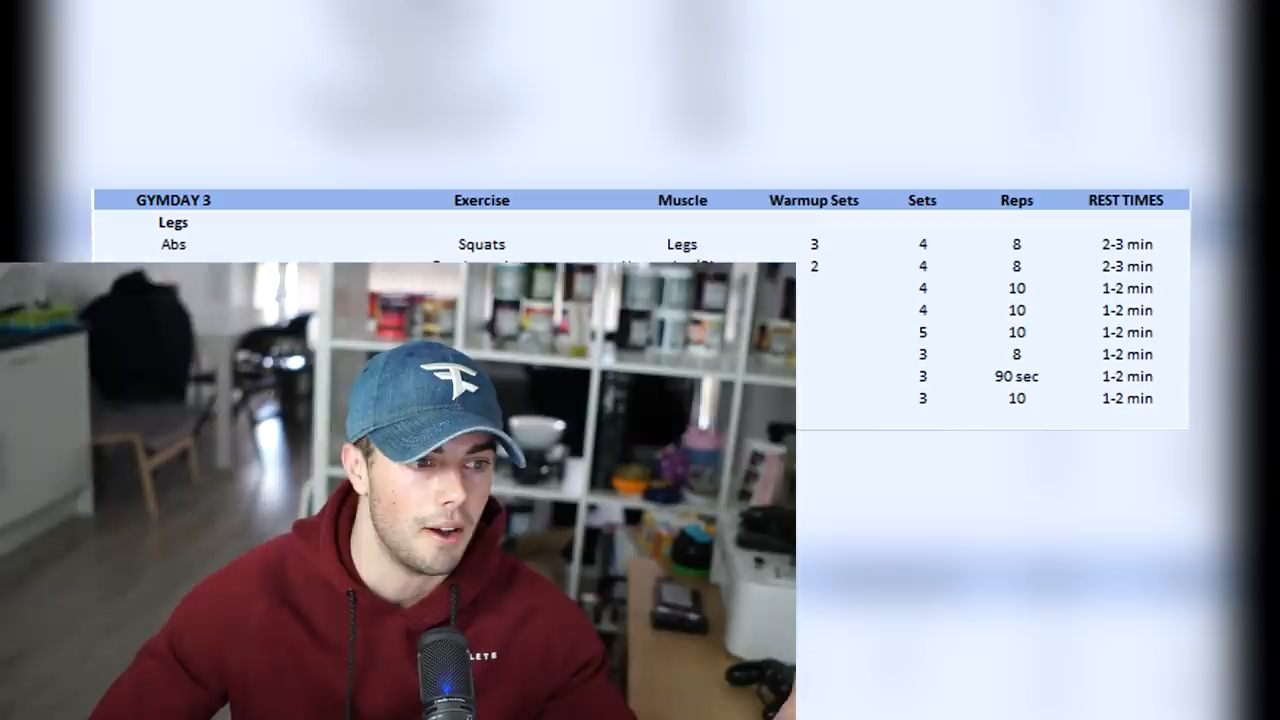 GYMDAY 3 Exercise Muscle Warmup Sets Sets Reps REST TIMES
Legs
Abs Squats Legs 3 4 8 2-3 min
2 4 8 2-3 min
4 10 1-2 min
4 10 1-2 min
5 10 1-2 min
3 8 1-2 min
3 90 sec 1-2 min
3 10 1-2 min
LETE